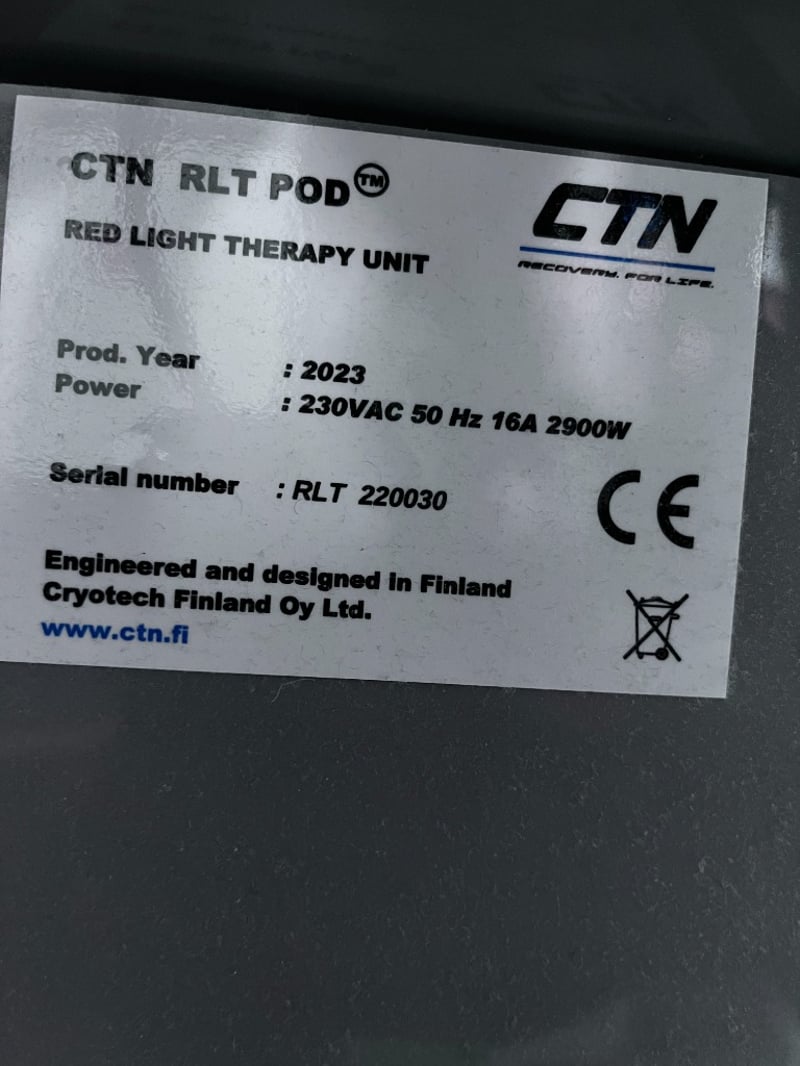 CTN RLT POD™
CTN
RED LIGHT THERAPY UNIT
RECOVERY. FOR LIFE.
Prod. Year : 2023
Power : 230VAC 50 Hz 16A 2900W
Serial number : RLT 220030
CE
Engineered and designed in Finland
Cryotech Finland Oy Ltd.
www.ctn.fi